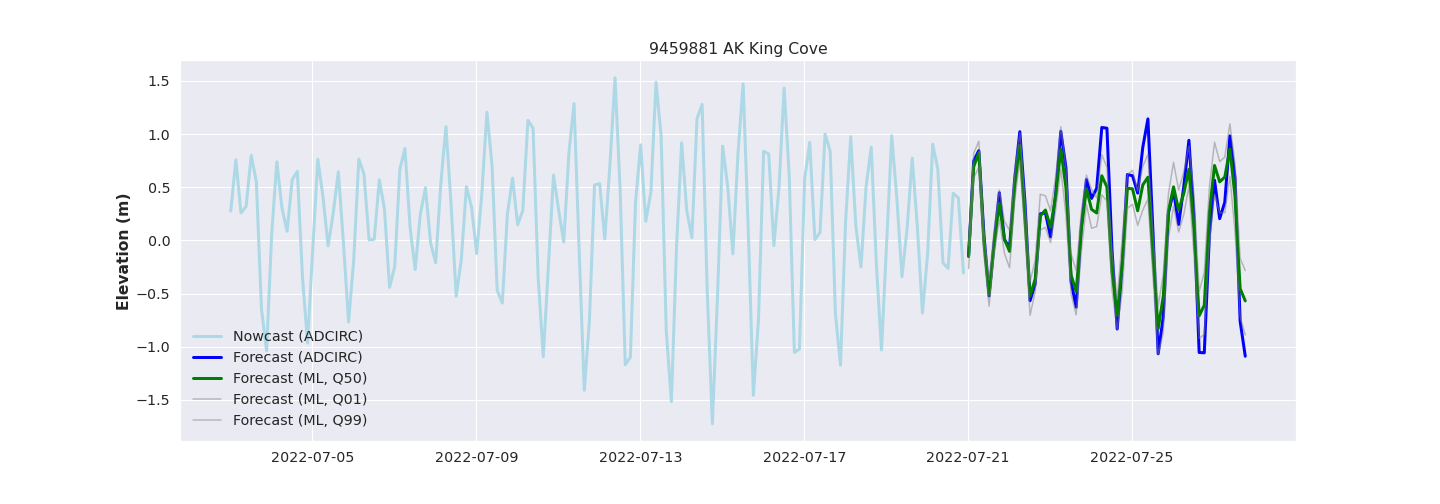 9459881 AK King Cove
Elevation (m)
1.5
1.0
0.5
0.0
−0.5
−1.0
−1.5
Nowcast (ADCIRC)
Forecast (ADCIRC)
Forecast (ML, Q50)
Forecast (ML, Q01)
Forecast (ML, Q99)
2022-07-05 2022-07-09 2022-07-13 2022-07-17 2022-07-21 2022-07-25